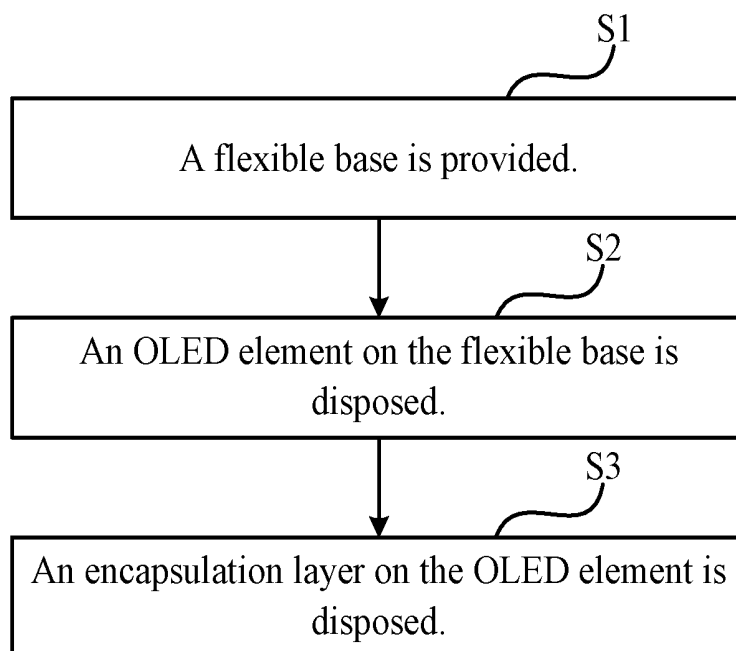 S1
A flexible base is provided.
S2
An OLED element on the flexible base is
disposed.
S3
An encapsulation layer on the OLED element is
disposed.